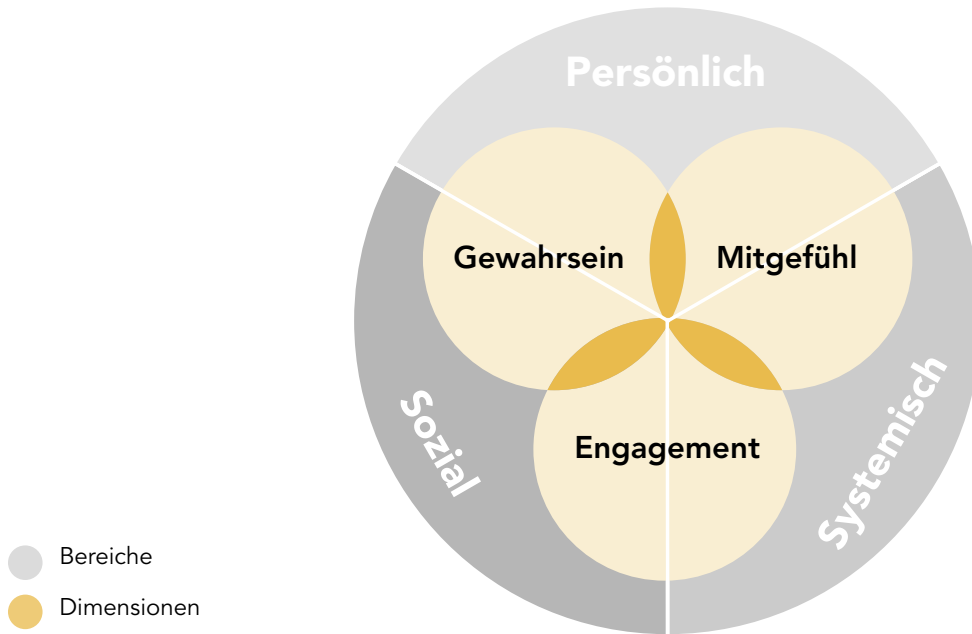 Persönlich
Gewahrsein
Mitgefühl
Sozial
Engagement
Systemisch
Bereiche
Dimensionen